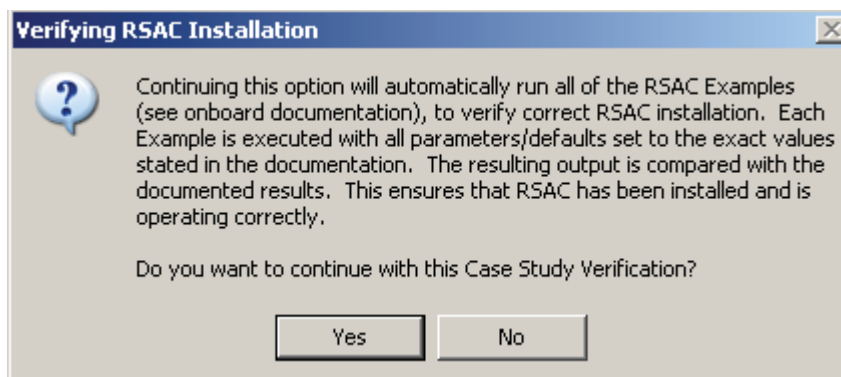 Verifying RSAC Installation
Continuing this option will automatically run all of the RSAC Examples
(see onboard documentation), to verify correct RSAC installation.  Each
Example is executed with all parameters/defaults set to the exact values
stated in the documentation.  The resulting output is compared with the
documented results.  This ensures that RSAC has been installed and is
operating correctly.
Do you want to continue with this Case Study Verification?
Yes
No